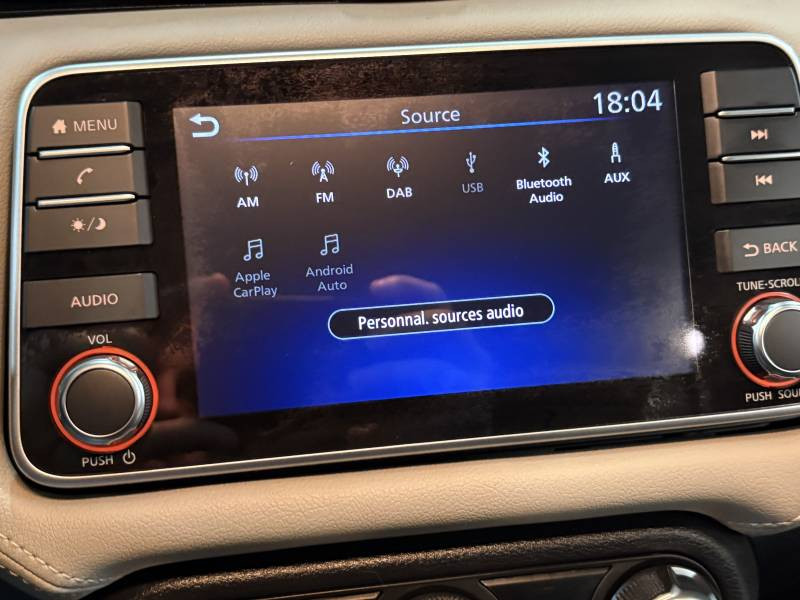 Source
18:04
MENU
AM
FM
DAB
USB
Bluetooth
Audio
AUX
Apple
CarPlay
Android
Auto
Personnal. sources audio
AUDIO
VOL
PUSH
BACK
TUNE·SCROLL
PUSH